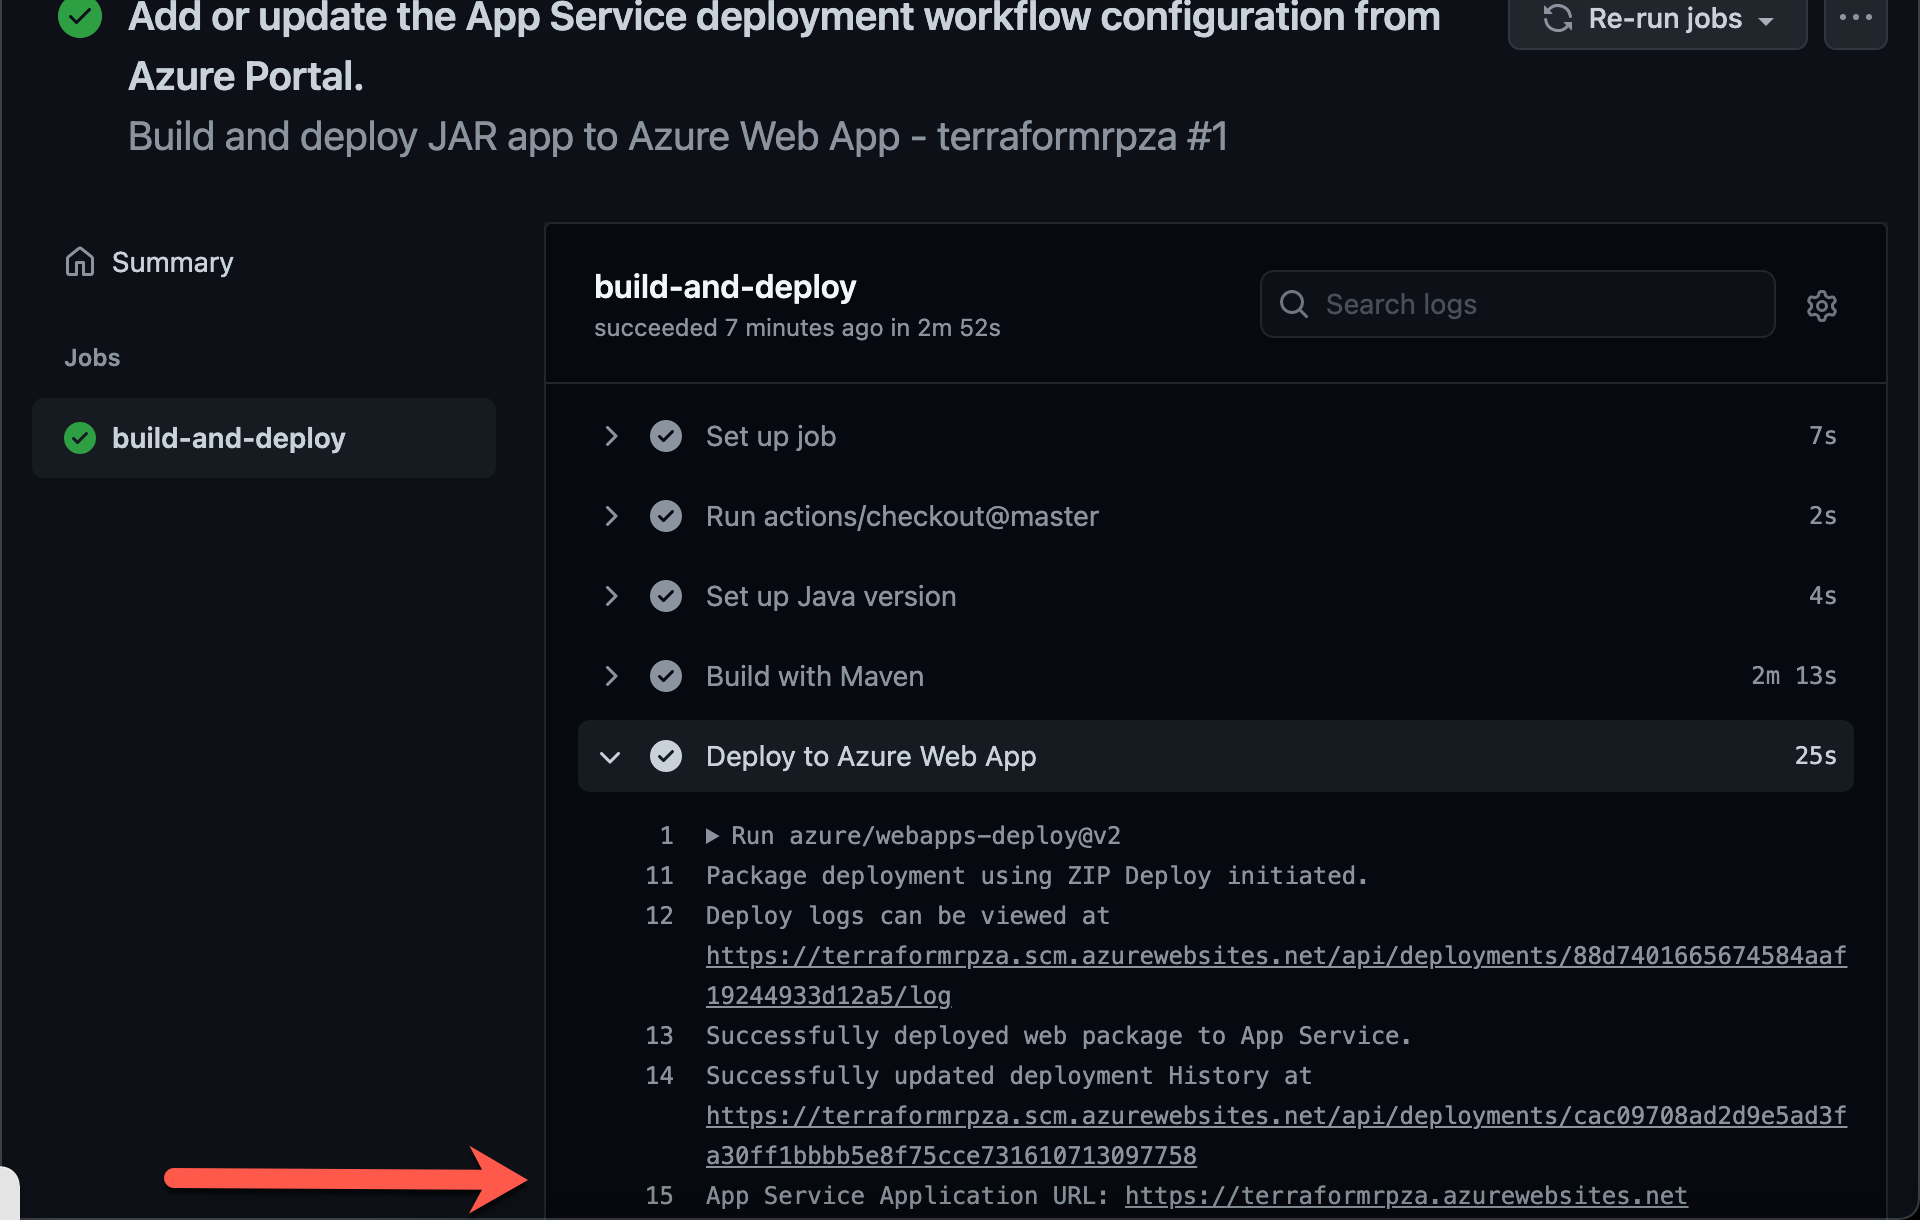 Add or update the App Service deployment workflow configuration from
Azure Portal.
Re-run jobs
Build and deploy JAR app to Azure Web App - terraformrpza #1
Summary
Jobs
build-and-deploy
build-and-deploy
succeeded 7 minutes ago in 2m 52s
Search logs
Set up job 7s
Run actions/checkout@master 2s
Set up Java version 4s
Build with Maven 2m 13s
Deploy to Azure Web App 25s
1 Run azure/webapps-deploy@v2
11 Package deployment using ZIP Deploy initiated.
12 Deploy logs can be viewed at
https://terraformrpza.scm.azurewebsites.net/api/deployments/88d7401665674584aaf
19244933d12a5/log
13 Successfully deployed web package to App Service.
14 Successfully updated deployment History at
https://terraformrpza.scm.azurewebsites.net/api/deployments/cac09708ad2d9e5ad3f
a30ff1bbbb5e8f75cce731610713097758
15 App Service Application URL: https://terraformrpza.azurewebsites.net